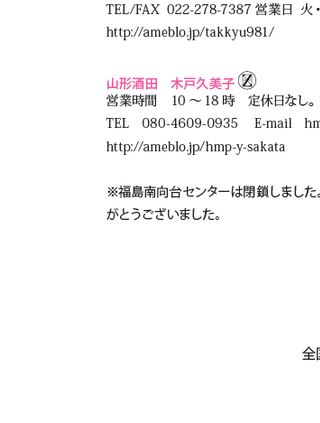 TEL/FAX 022-278-7387 営業日 火・
http://ameblo.jp/takkyu981/
山形酒田 木戸久美子 Ⓩ
営業時間 10 ～ 18 時 定休日なし。
TEL 080-4609-0935 E-mail hm
http://ameblo.jp/hmp-y-sakata
※福島南向台センターは閉鎖しました。
がとうございました。
全国